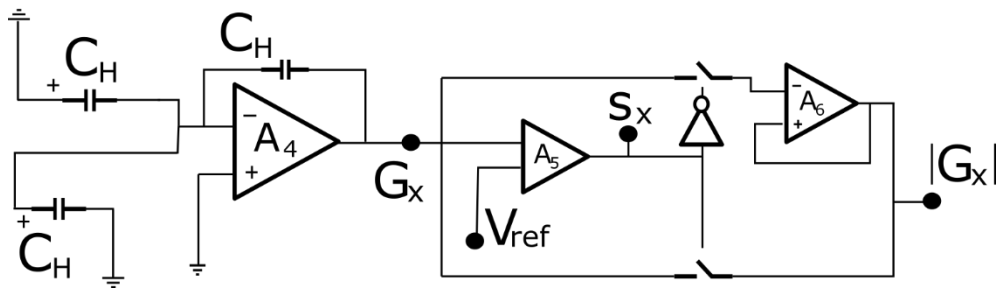 + C_H
C_H
- A_4 +
+ C_H
G_x
A_5
V_ref
S_x
- A_6 +
|G_x|